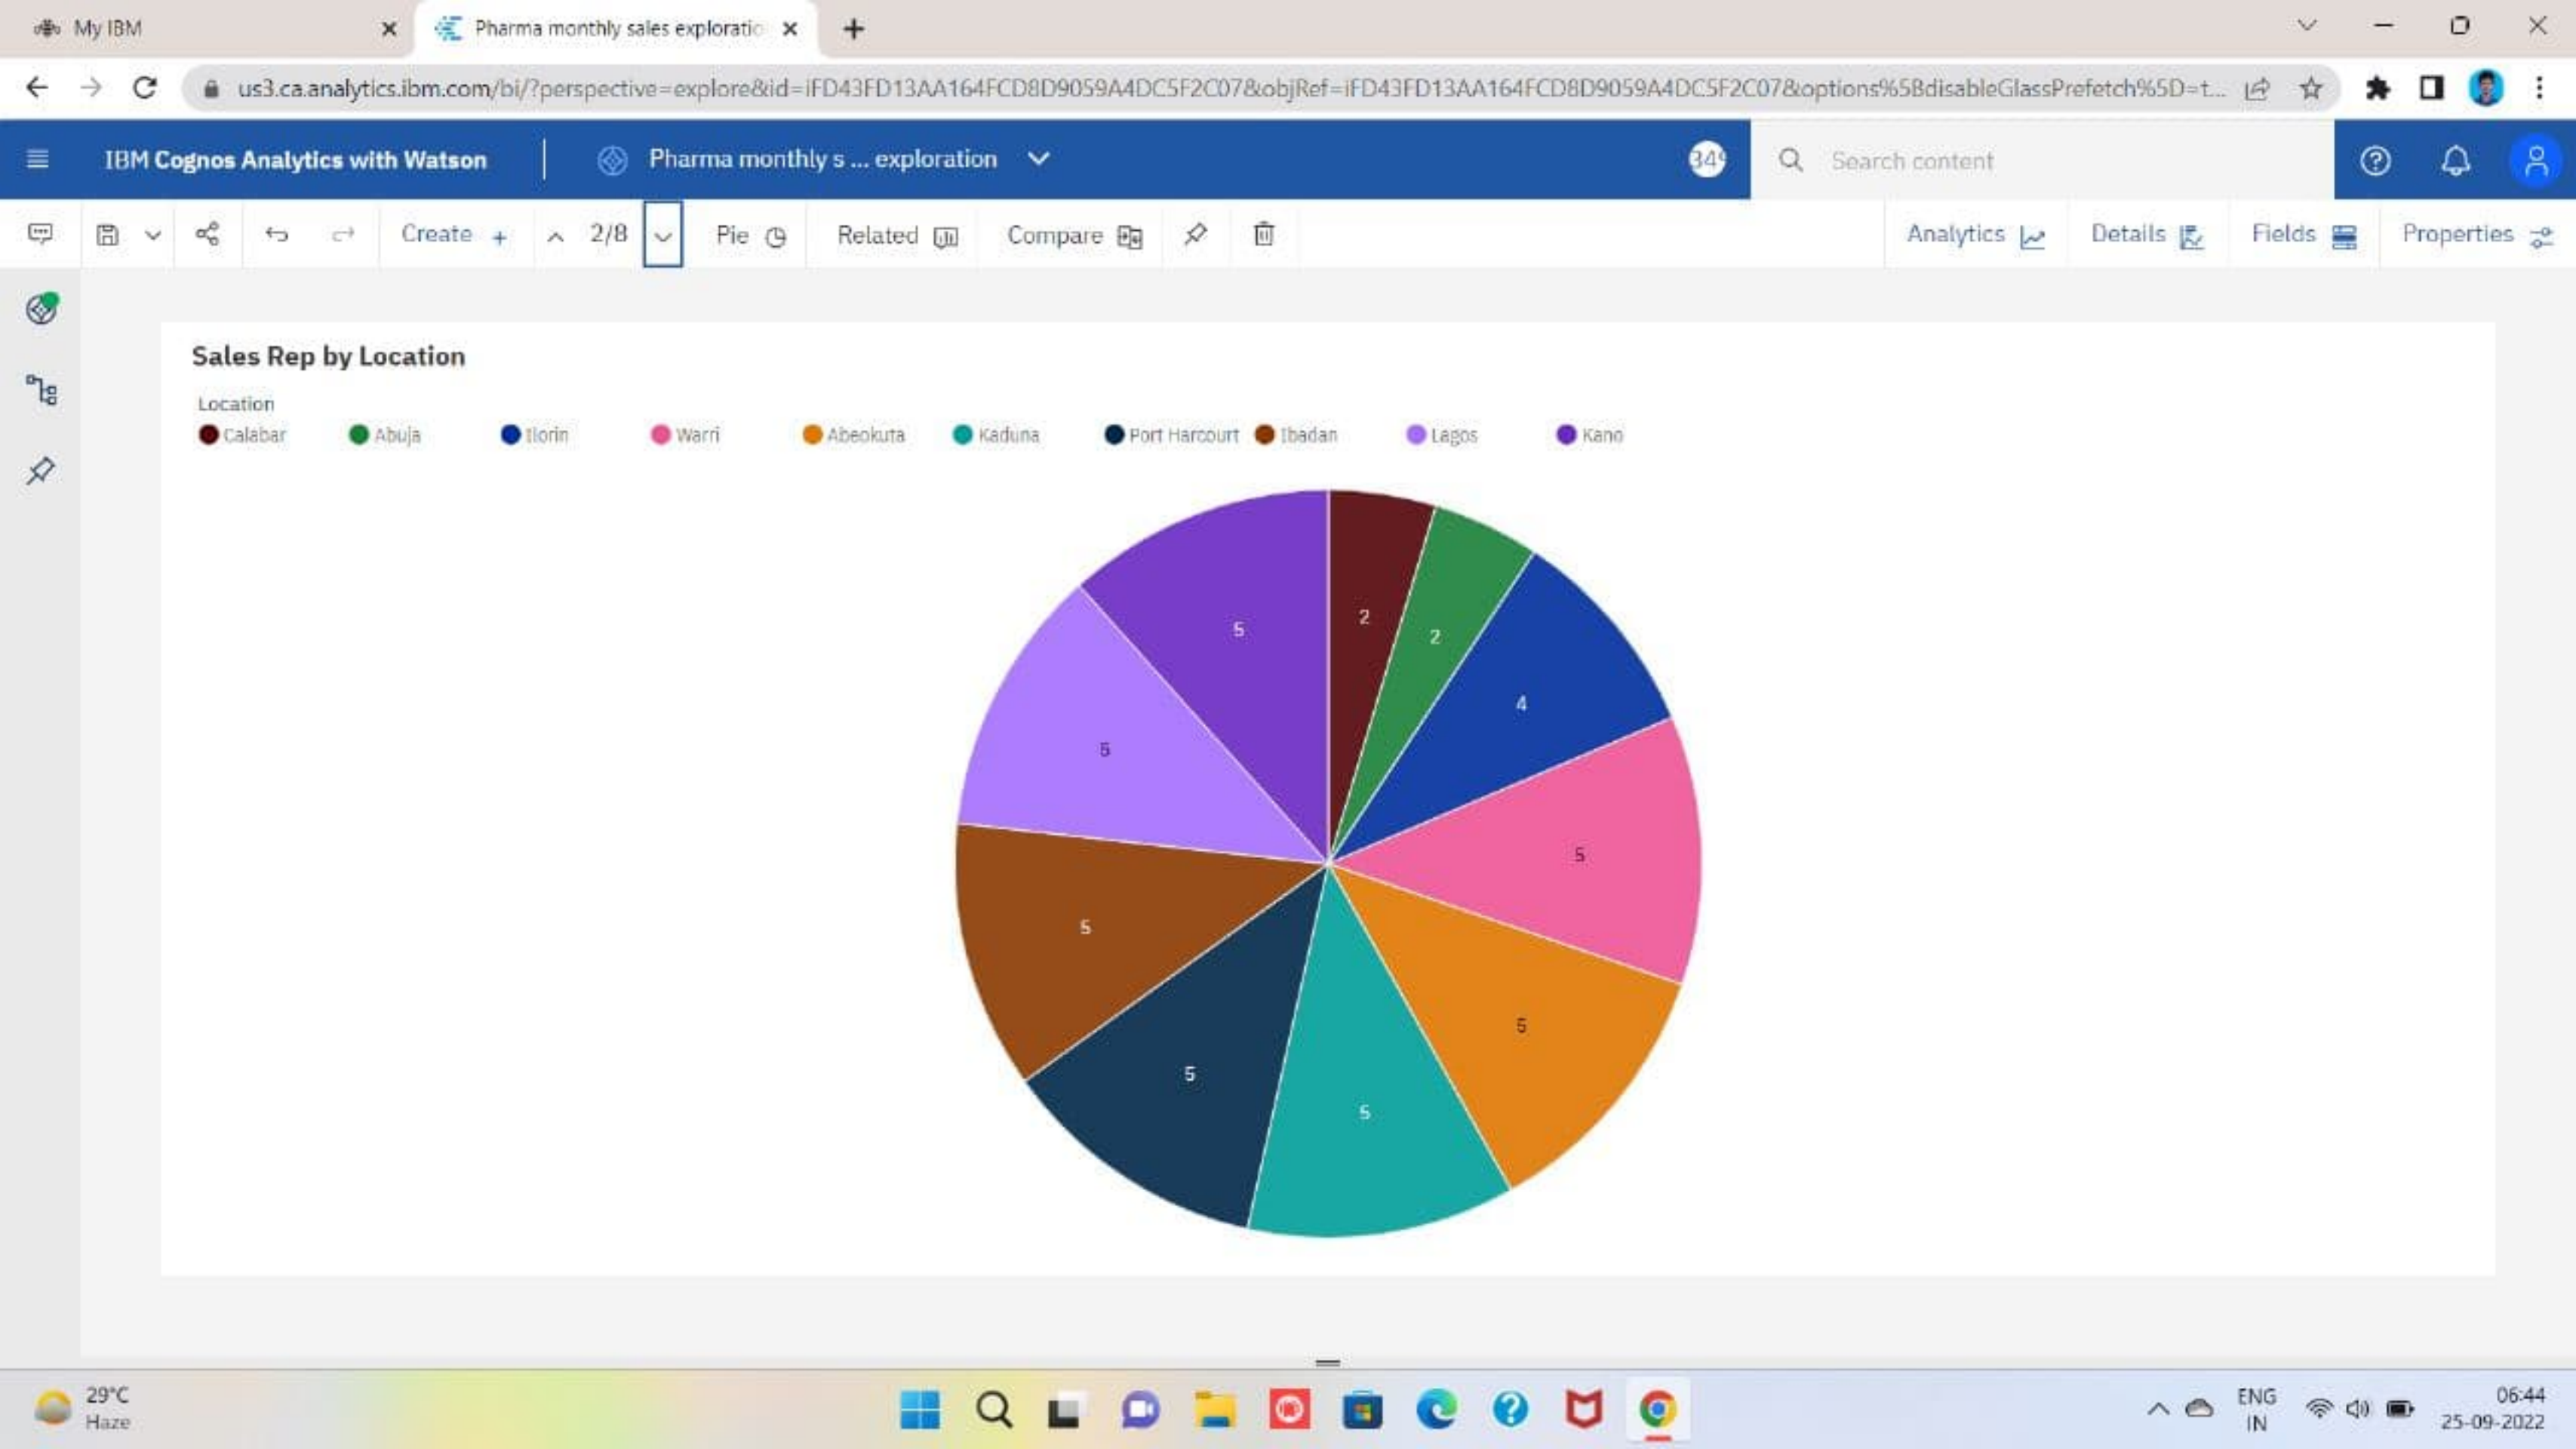 My IBM
Pharma monthly sales exploratio
us3.ca.analytics.ibm.com/bi/?perspective=explore&id=iFD43FD13AA164FCD8D9059A4DC5F2C07&objRef=iFD43FD13AA164FCD8D9059A4DC5F2C07&options%5BdisableGlassPrefetch%5D=t...
IBM Cognos Analytics with Watson
Pharma monthly s ... exploration
Search content
Create
2/8
Pie
Related
Compare
Analytics
Details
Fields
Properties
Sales Rep by Location
Location
Calabar
Abuja
Ilorin
Warri
Abeokuta
Kaduna
Port Harcourt
Ibadan
Lagos
Kano
5
2
2
4
5
5
5
5
5
5
29°C
Haze
ENG
IN
06:44
25-09-2022